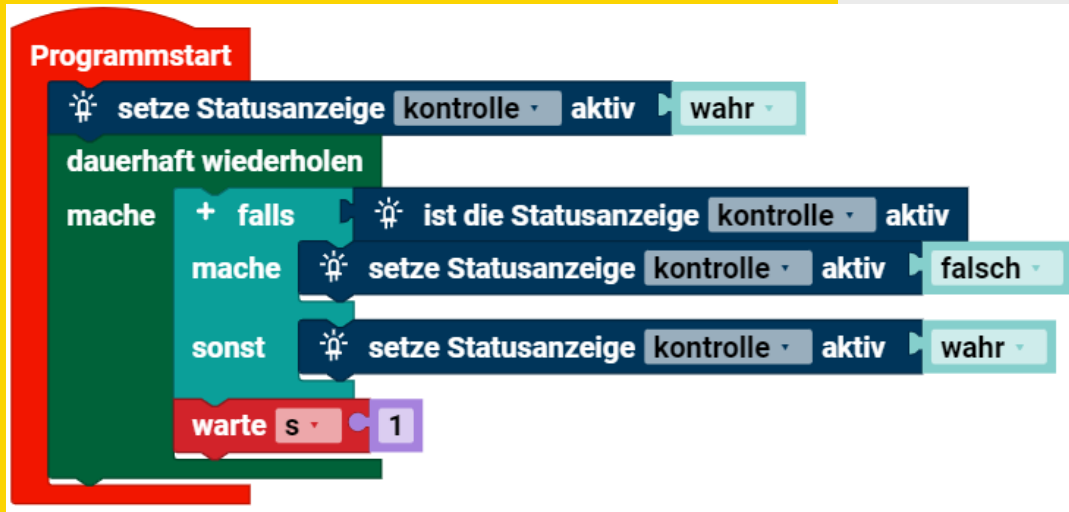 Programmstart
setze Statusanzeige kontrolle aktiv wahr
dauerhaft wiederholen
mache + falls ist die Statusanzeige kontrolle aktiv
mache setze Statusanzeige kontrolle aktiv falsch
sonst setze Statusanzeige kontrolle aktiv wahr
warte s 1